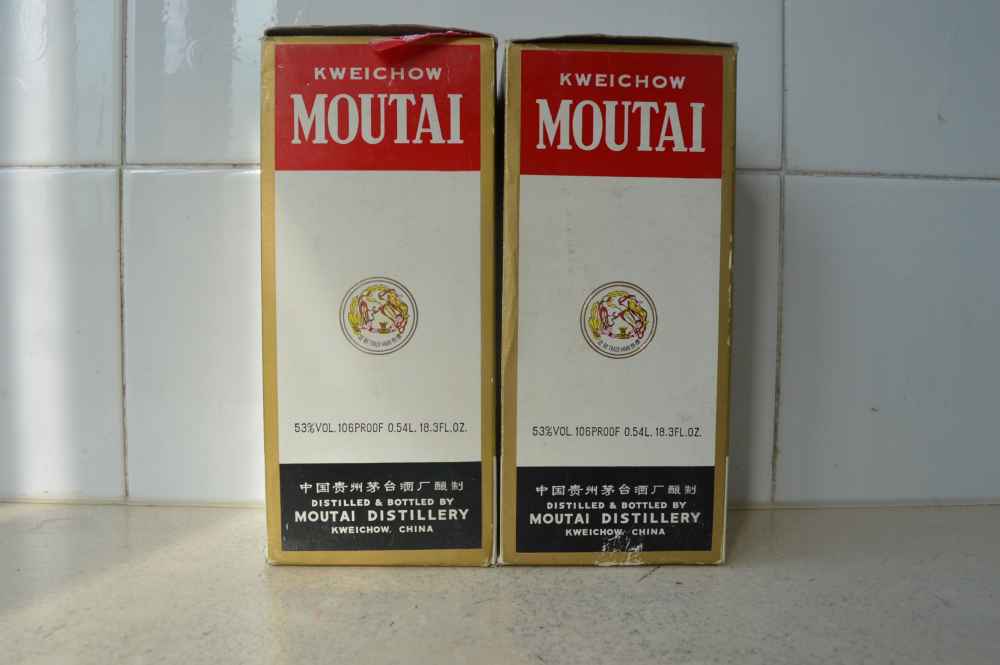 KWEICHOW
MOUTAI
53%VOL. 106PROOF 0.54L. 18.3FL.OZ.
中国贵州茅台酒厂酿制
DISTILLED & BOTTLED BY
MOUTAI DISTILLERY
KWEICHOW, CHINA
KWEICHOW
MOUTAI
TRADE MARK
53%VOL. 106PROOF 0.54L. 18.3FL.OZ.
中国贵州茅台酒厂酿制
DISTILLED & BOTTLED BY
MOUTAI DISTILLERY
KWEICHOW, CHINA